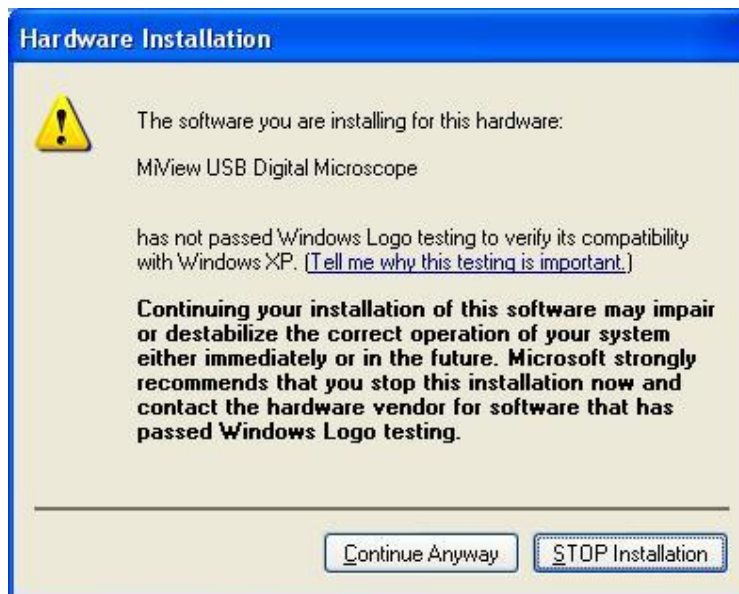 Hardware Installation
The software you are installing for this hardware:
MiView USB Digital Microscope
has not passed Windows Logo testing to verify its compatibility
with Windows XP. (Tell me why this testing is important.)
Continuing your installation of this software may impair
or destabilize the correct operation of your system
either immediately or in the future. Microsoft strongly
recommends that you stop this installation now and
contact the hardware vendor for software that has
passed Windows Logo testing.
Continue Anyway
STOP Installation